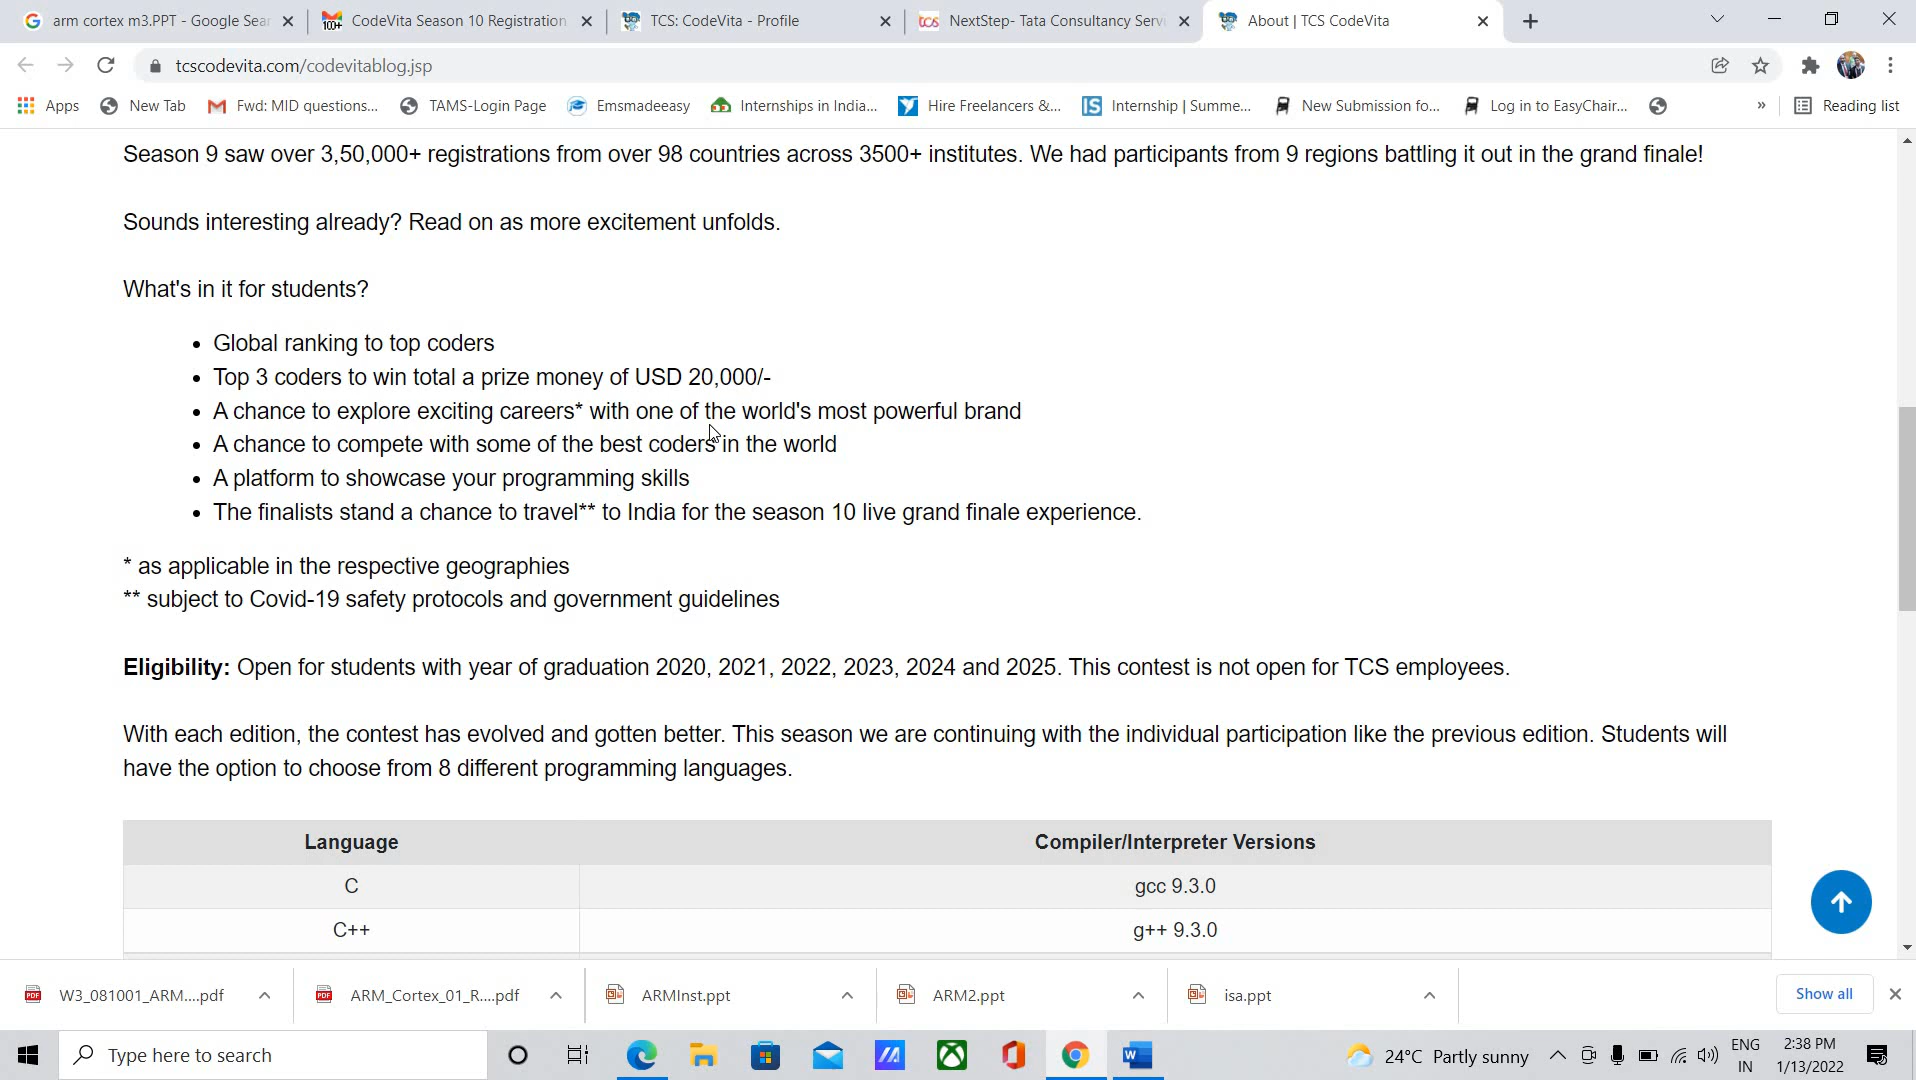 arm cortex m3.PPT - Google Sear
CodeVita Season 10 Registration
TCS: CodeVita - Profile
NextStep- Tata Consultancy Servi
About | TCS CodeVita
tcscodevita.com/codevitablog.jsp
Apps
New Tab
Fwd: MID questions...
TAMS-Login Page
Emsmadeeasy
Internships in India...
Hire Freelancers &...
Internship | Summe...
New Submission fo...
Log in to EasyChair...
»
Reading list
Season 9 saw over 3,50,000+ registrations from over 98 countries across 3500+ institutes. We had participants from 9 regions battling it out in the grand finale!
Sounds interesting already? Read on as more excitement unfolds.
What's in it for students?
• Global ranking to top coders
• Top 3 coders to win total a prize money of USD 20,000/-
• A chance to explore exciting careers* with one of the world's most powerful brand
• A chance to compete with some of the best coders in the world
• A platform to showcase your programming skills
• The finalists stand a chance to travel** to India for the season 10 live grand finale experience.
* as applicable in the respective geographies
** subject to Covid-19 safety protocols and government guidelines
Eligibility: Open for students with year of graduation 2020, 2021, 2022, 2023, 2024 and 2025. This contest is not open for TCS employees.
With each edition, the contest has evolved and gotten better. This season we are continuing with the individual participation like the previous edition. Students will
have the option to choose from 8 different programming languages.
Language Compiler/Interpreter Versions
C gcc 9.3.0
C++ g++ 9.3.0
W3_081001_ARM....pdf
ARM_Cortex_01_R....pdf
ARMInst.ppt
ARM2.ppt
isa.ppt
Show all
Type here to search
24°C Partly sunny
ENG
IN
2:38 PM
1/13/2022